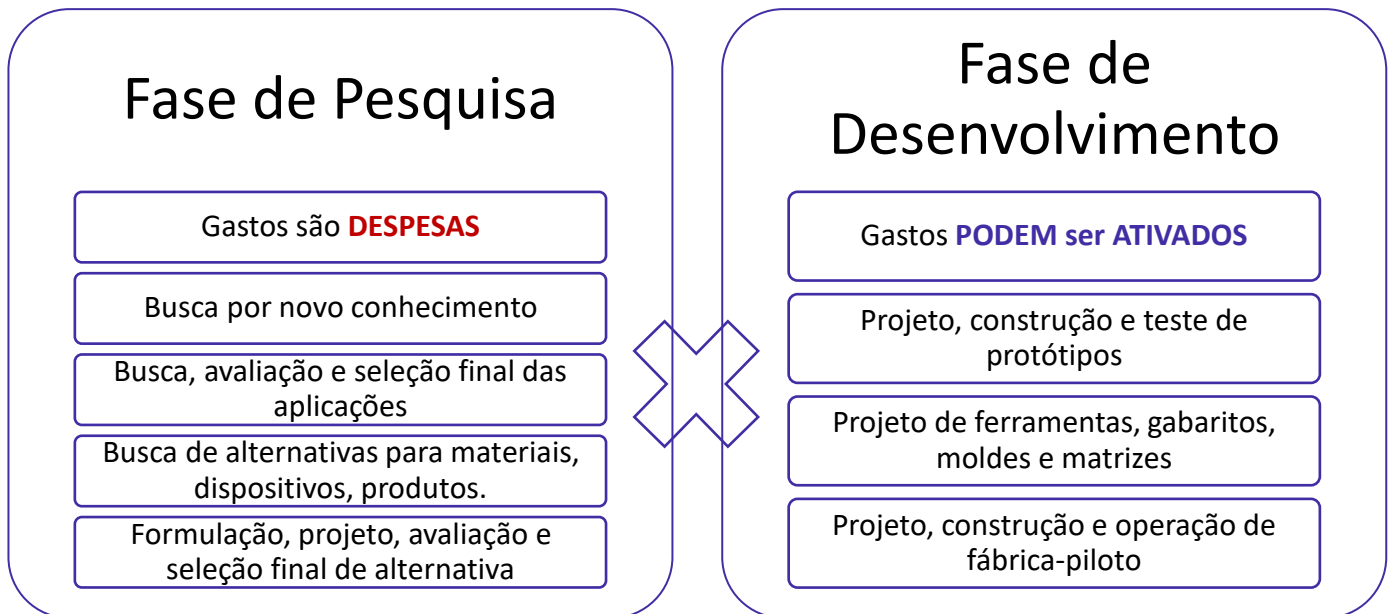 Fase de Pesquisa
Gastos são DESPESAS
Busca por novo conhecimento
Busca, avaliação e seleção final das
aplicações
Busca de alternativas para materiais,
dispositivos, produtos.
Formulação, projeto, avaliação e
seleção final de alternativa
Fase de
Desenvolvimento
Gastos PODEM ser ATIVADOS
Projeto, construção e teste de
protótipos
Projeto de ferramentas, gabaritos,
moldes e matrizes
Projeto, construção e operação de
fábrica-piloto